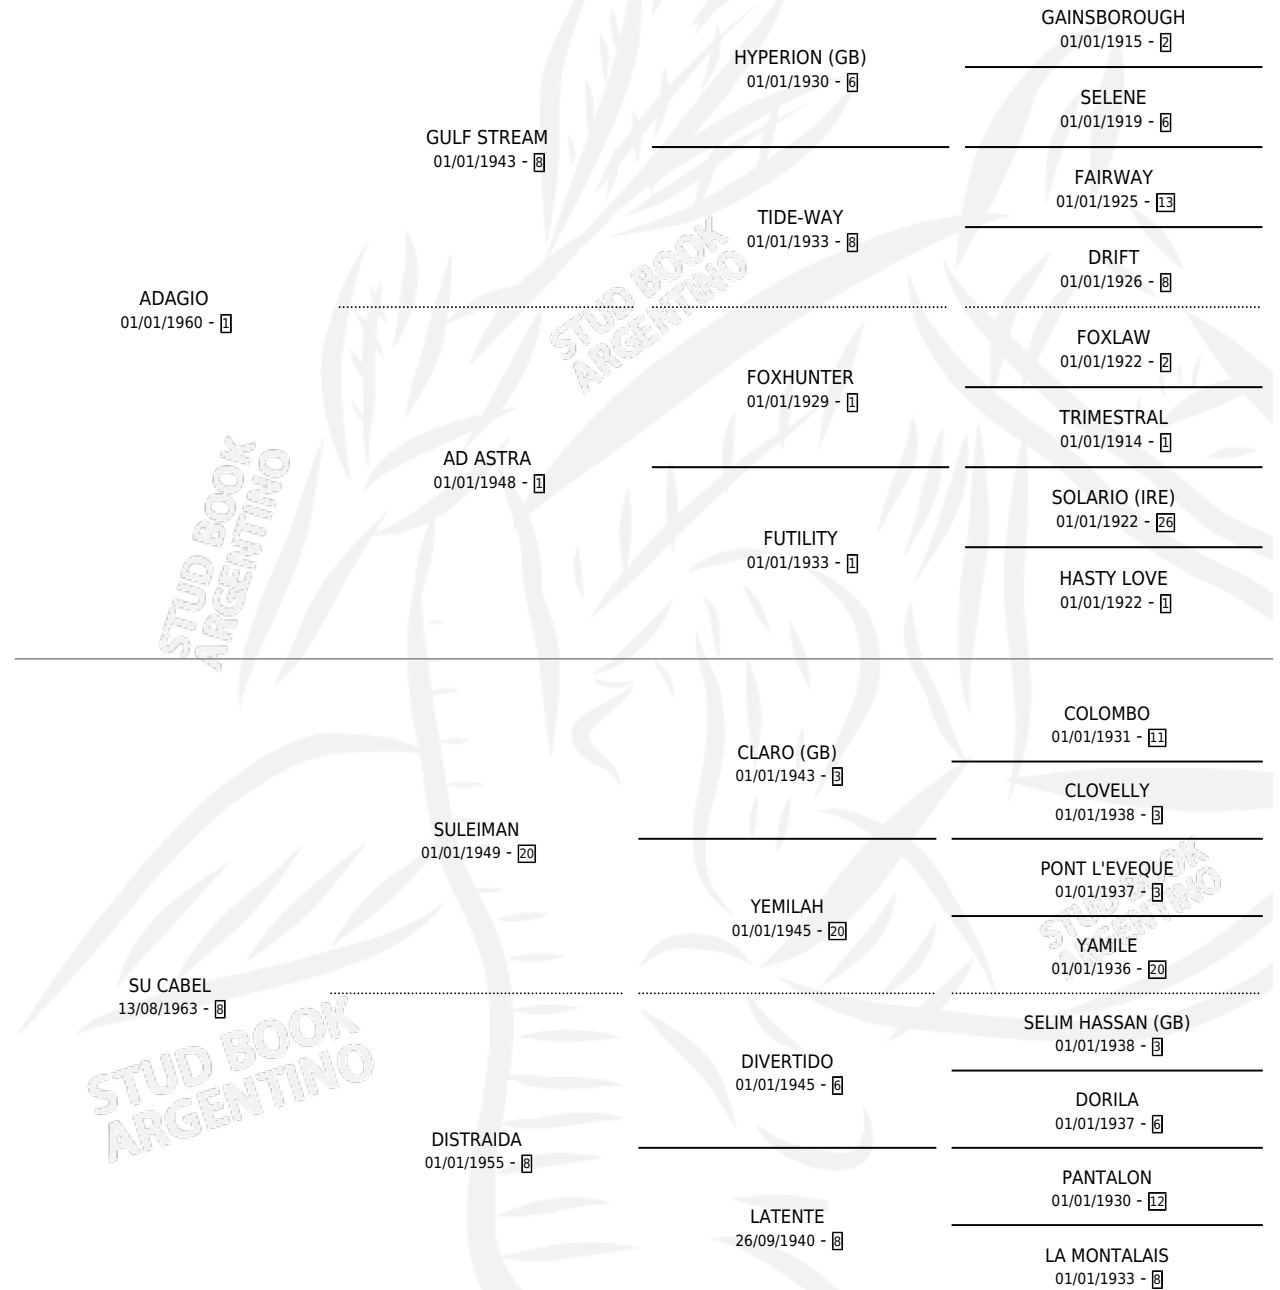 GAINSBOROUGH
01/01/1915 - 2
HYPERION (GB)
01/01/1930 - 6
SELENE
01/01/1919 - 6
GULF STREAM
01/01/1943 - 8
FAIRWAY
01/01/1925 - 13
TIDE-WAY
01/01/1933 - 8
DRIFT
01/01/1926 - 8
ADAGIO
01/01/1960 - 1
FOXLAW
01/01/1922 - 2
FOXHUNTER
01/01/1929 - 1
TRIMESTRAL
01/01/1914 - 1
AD ASTRA
01/01/1948 - 1
SOLARIO (IRE)
01/01/1922 - 26
FUTILITY
01/01/1933 - 1
HASTY LOVE
01/01/1922 - 1
COLOMBO
01/01/1931 - 11
CLARO (GB)
01/01/1943 - 3
CLOVELLY
01/01/1938 - 3
SULEIMAN
01/01/1949 - 20
PONT L'EVEQUE
01/01/1937 - 3
YEMILAH
01/01/1945 - 20
YAMILE
01/01/1936 - 20
SU CABEL
13/08/1963 - 8
SELIM HASSAN (GB)
01/01/1938 - 3
DIVERTIDO
01/01/1945 - 6
DORILA
01/01/1937 - 6
DISTRAIDA
01/01/1955 - 8
PANTALON
01/01/1930 - 12
LATENTE
26/09/1940 - 8
LA MONTALAIS
01/01/1933 - 8
STUD BOOK
ARGENTINO
STUD BOOK
ARGENTINO
STUD BOOK
ARGENTINO
STUD BOOK
ARGENTINO